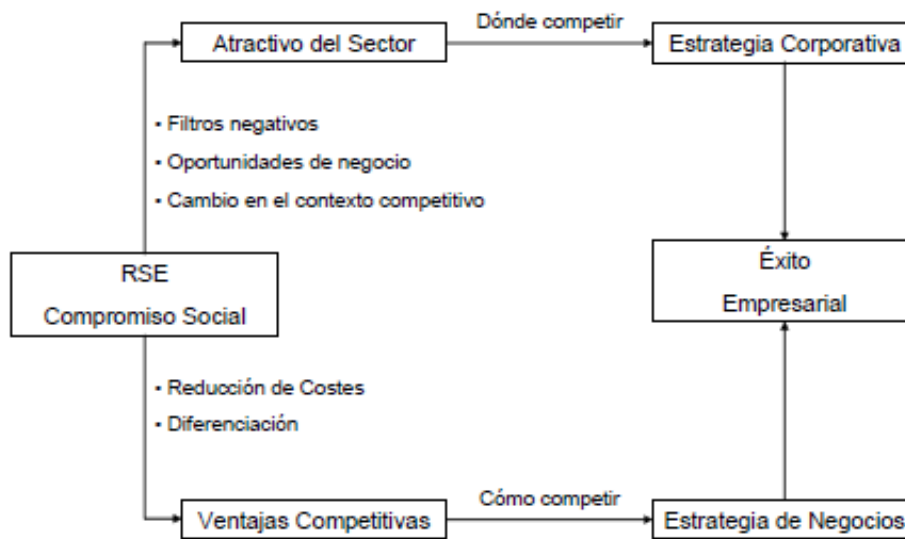 Dónde competir
Atractivo del Sector
Estrategia Corporativa
▪ Filtros negativos
▪ Oportunidades de negocio
▪ Cambio en el contexto competitivo
RSE
Compromiso Social
Éxito
Empresarial
▪ Reducción de Costes
▪ Diferenciación
Cómo competir
Ventajas Competitivas
Estrategia de Negocios